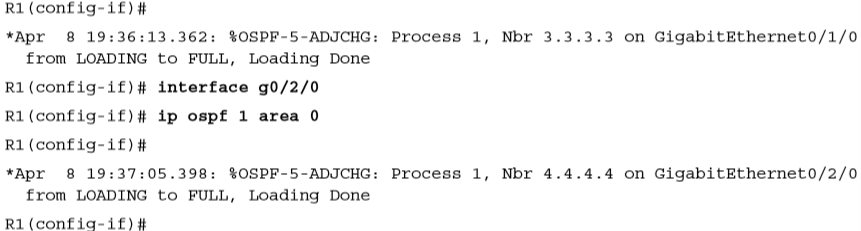 R1(config-if)#
*Apr  8 19:36:13.362: %OSPF-5-ADJCHG: Process 1, Nbr 3.3.3.3 on GigabitEthernet0/1/0
  from LOADING to FULL, Loading Done
R1(config-if)# interface g0/2/0
R1(config-if)# ip ospf 1 area 0
R1(config-if)#
*Apr  8 19:37:05.398: %OSPF-5-ADJCHG: Process 1, Nbr 4.4.4.4 on GigabitEthernet0/2/0
  from LOADING to FULL, Loading Done
R1(config-if)#